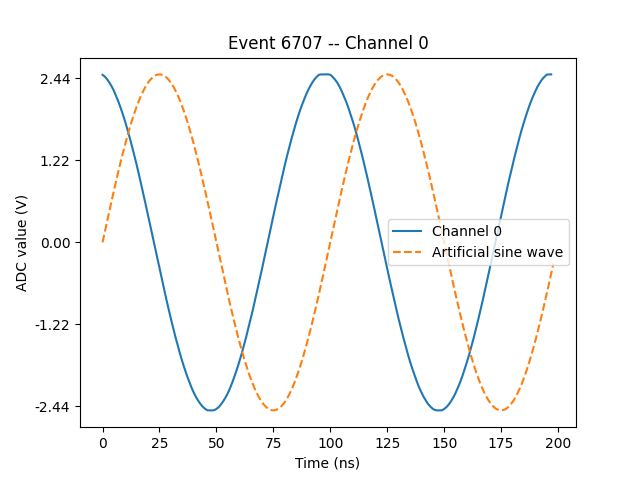 Event 6707 -- Channel 0
ADC value (V)
2.44
1.22
0.00
-1.22
-2.44
Channel 0
Artificial sine wave
0 25 50 75 100 125 150 175 200
Time (ns)